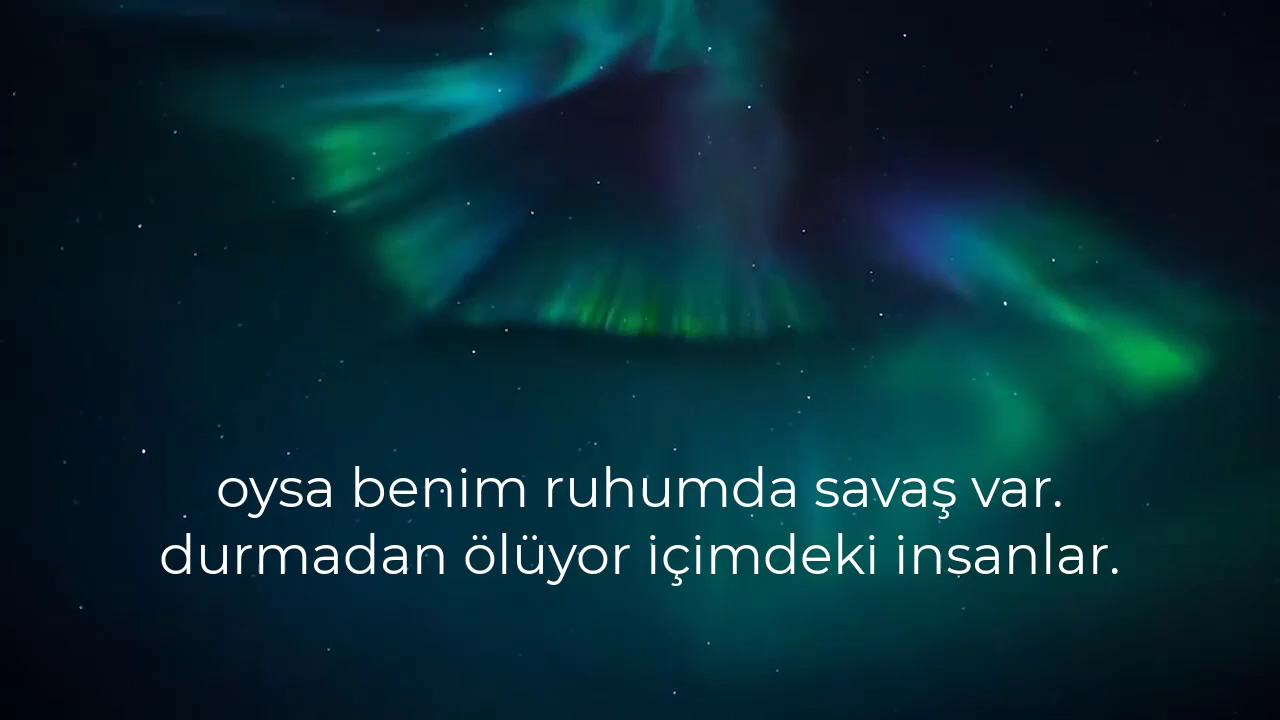 oysa benim ruhumda savaş var.
durmadan ölüyor içimdeki insanlar.